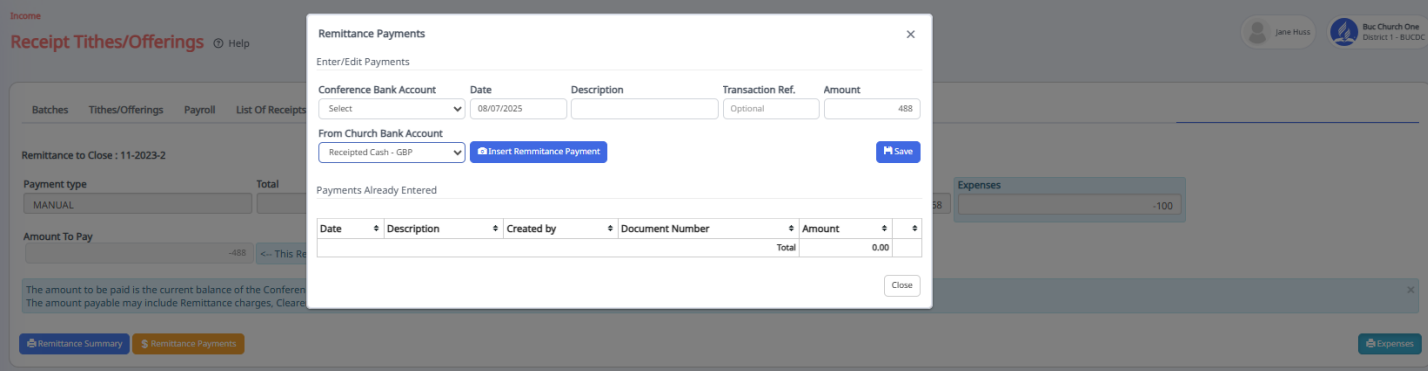 Income
Receipt Tithes/Offerings Help
Jane Huss
Buc Church One
District 1 - BUCDC
Batches Tithes/Offerings Payroll List Of Receipts
Remittance to Close : 11-2023-2
Payment type Total Expenses
MANUAL -100
Amount To Pay
-488 <-- This Re
The amount to be paid is the current balance of the Conferen
The amount payable may include Remittance charges, Cleare
Remittance Summary $ Remittance Payments Expenses
Remittance Payments
Enter/Edit Payments
Conference Bank Account Date Description Transaction Ref. Amount
Select 08/07/2025 Optional 488
From Church Bank Account
Receipted Cash - GBP Insert Remmitance Payment Save
Payments Already Entered
Date Description Created by Document Number Amount
Total 0.00
Close